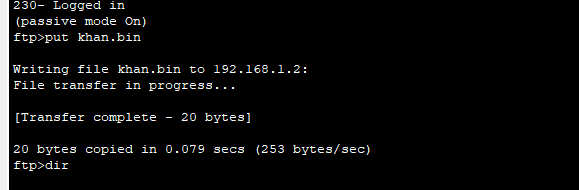 230- Logged in
(passive mode On)
ftp>put khan.bin
Writing file khan.bin to 192.168.1.2:
File transfer in progress...
[Transfer complete - 20 bytes]
20 bytes copied in 0.079 secs (253 bytes/sec)
ftp>dir